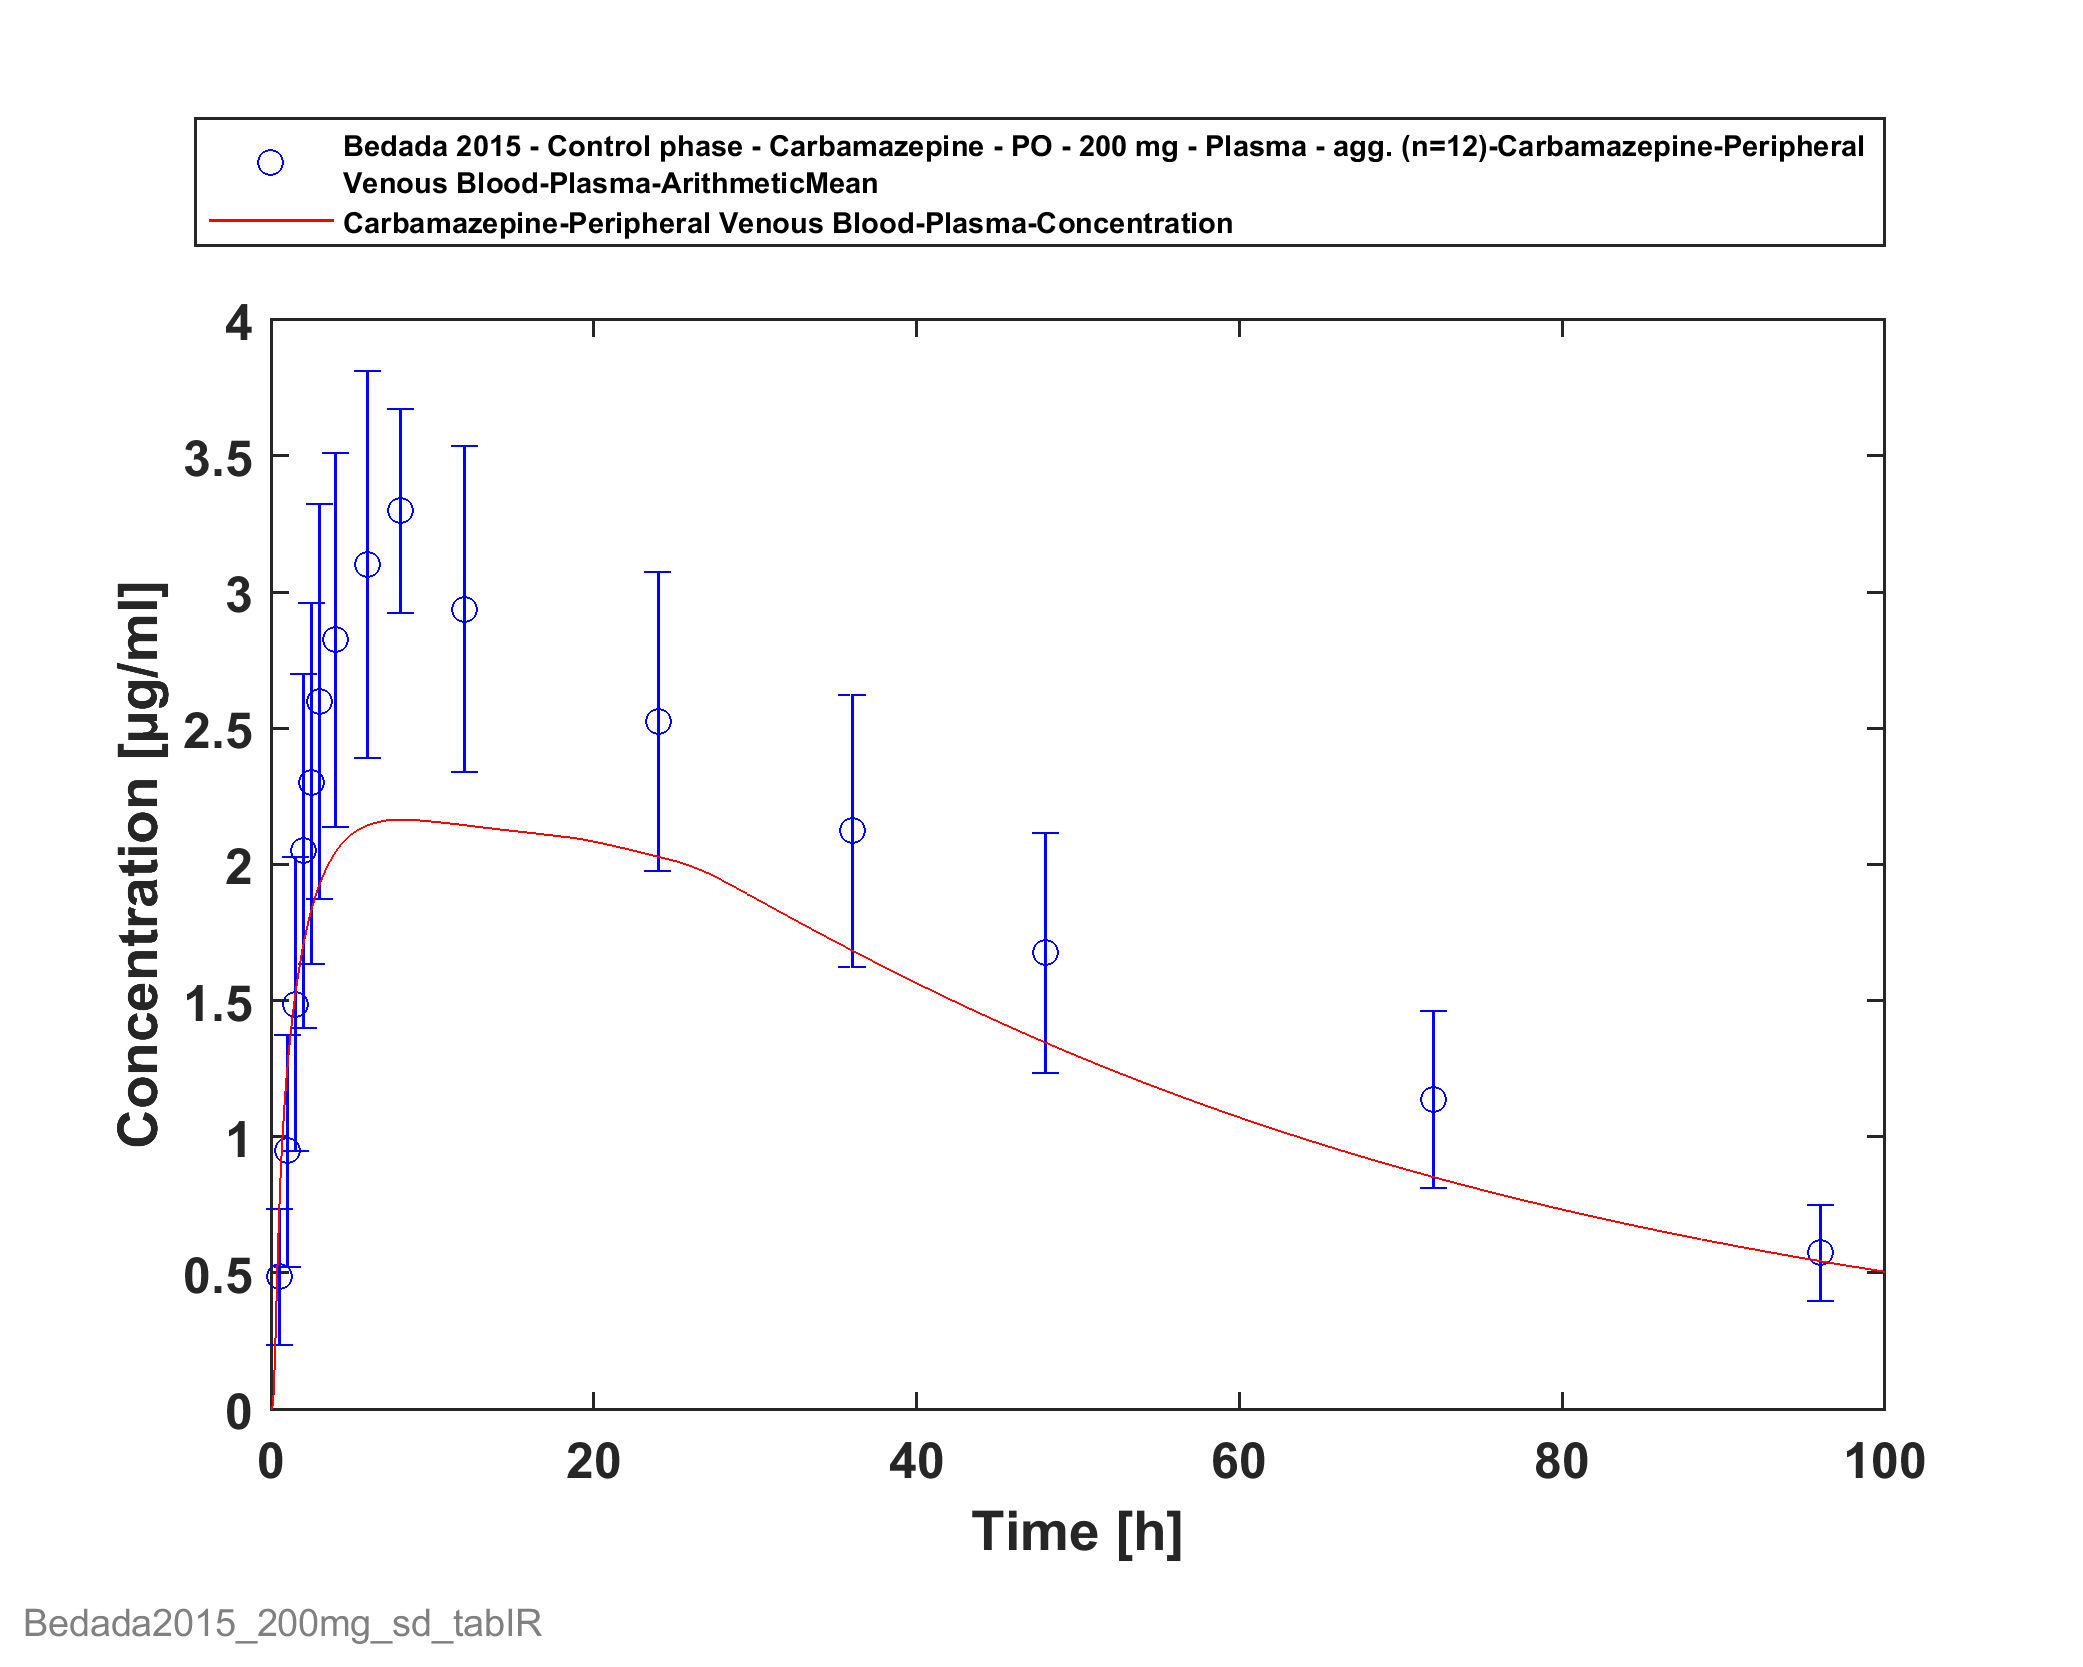 Bedada 2015 - Control phase - Carbamazepine - PO - 200 mg - Plasma - agg. (n=12)-Carbamazepine-Peripheral
Venous Blood-Plasma-ArithmeticMean
Carbamazepine-Peripheral Venous Blood-Plasma-Concentration
4
3.5
3
2.5
2
1.5
1
0.5
0
Concentration [µg/ml]
0 20 40 60 80 100
Time [h]
Bedada2015_200mg_sd_tabIR